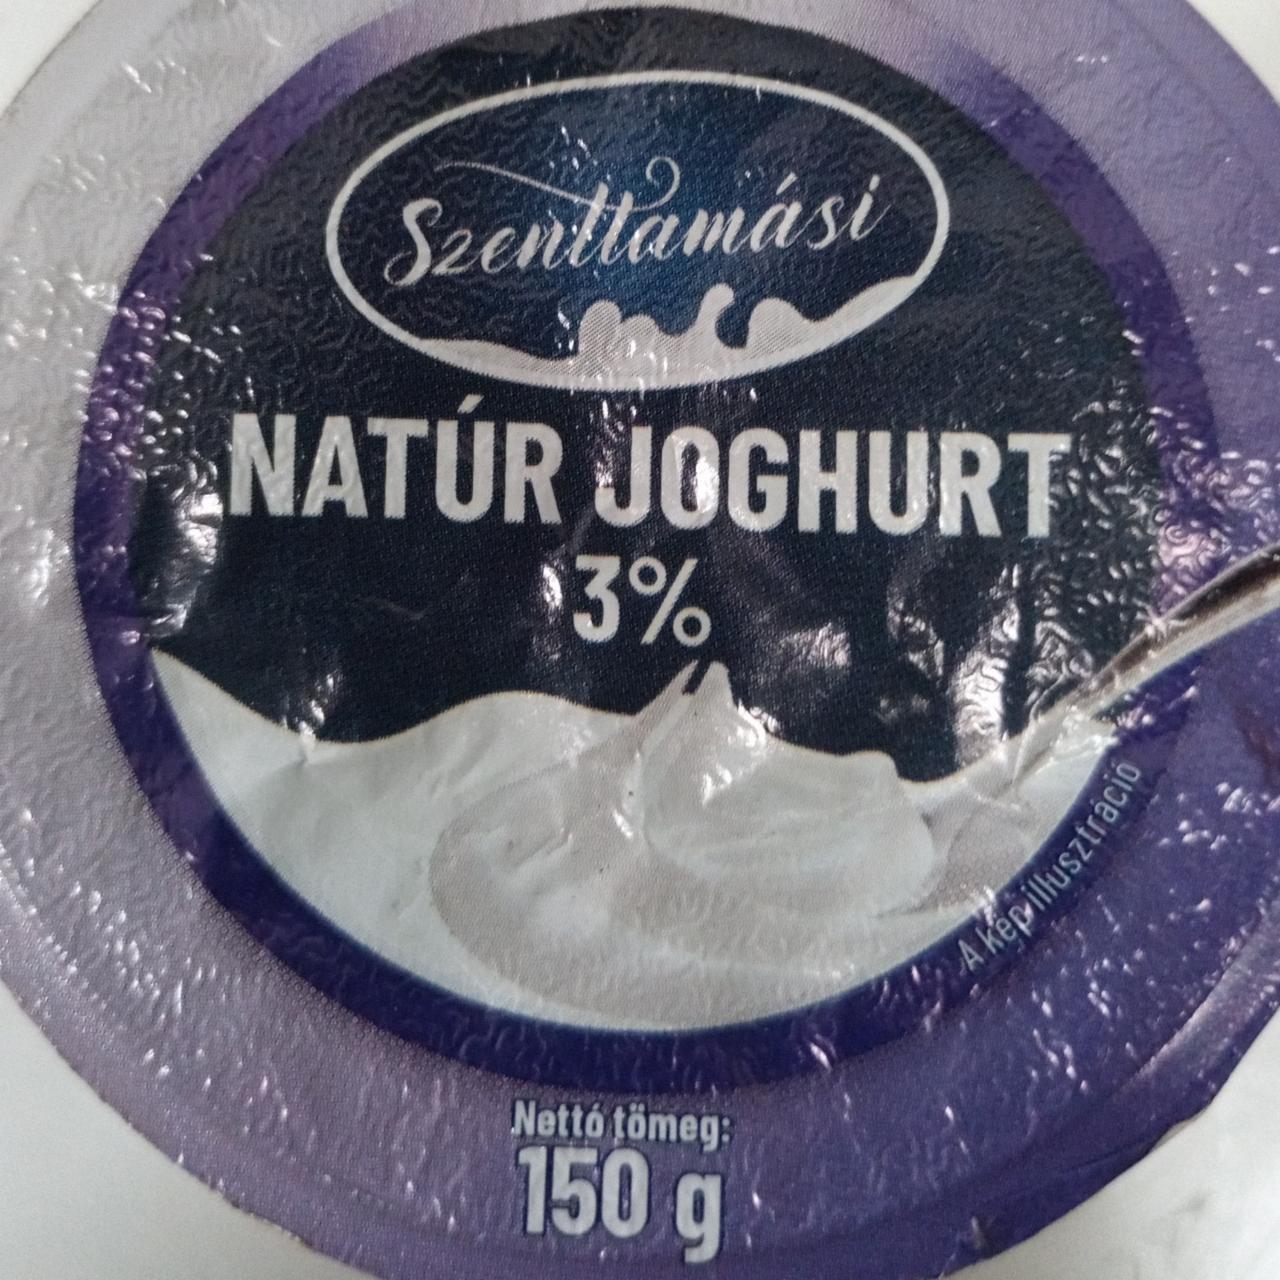 Szenttamási
NATÚR JOGHURT
3%
A kép illusztráció
Nettó tömeg:
150 g